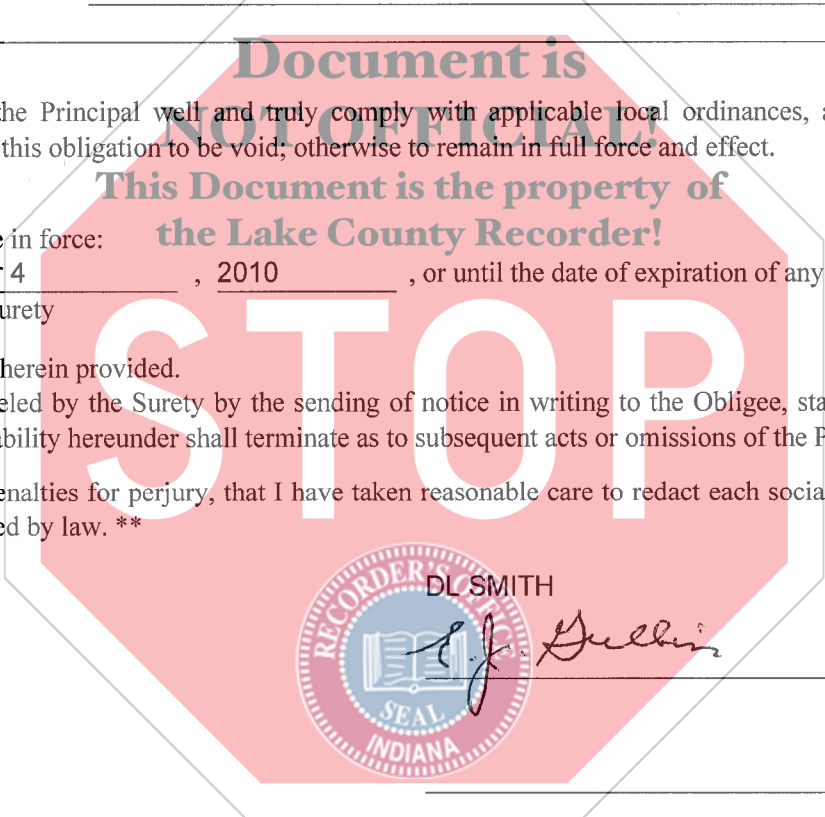 Document is
the Principal well and truly comply with applicable local ordinances,
NOT OFFICIAL!
this obligation to be void; otherwise to remain in full force and effect.
This Document is the property of
the Lake County Recorder!
in force:
4 , 2010 , or until the date of expiration of any
urety
herein provided.
eled by the Surety by the sending of notice in writing to the Obligee, sta
ability hereunder shall terminate as to subsequent acts or omissions of the P
STOP
enalties for perjury, that I have taken reasonable care to redact each socia
ed by law. **
RECORDER'S OFFICE
DL SMITH
E.J.
SEAL
INDIANA